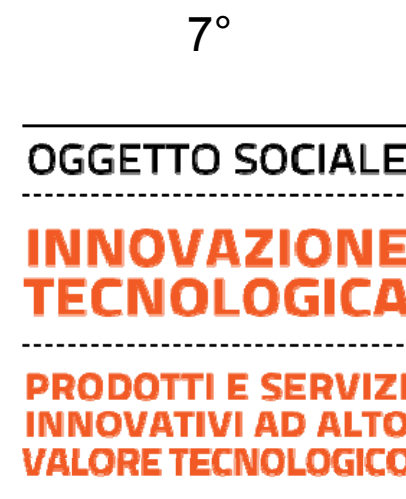 7°
OGGETTO SOCIALE
INNOVAZIONE
TECNOLOGICA
PRODOTTI E SERVIZI
INNOVATIVI AD ALTO
VALORE TECNOLOGICO